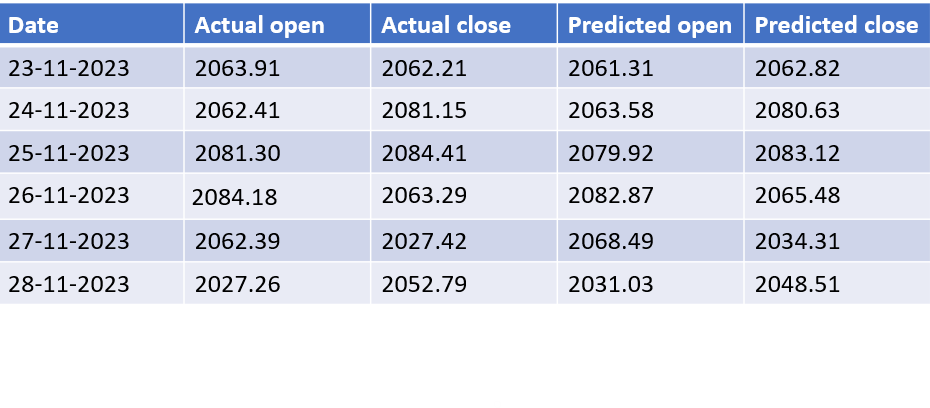 Date Actual open Actual close Predicted open Predicted close
23-11-2023 2063.91 2062.21 2061.31 2062.82
24-11-2023 2062.41 2081.15 2063.58 2080.63
25-11-2023 2081.30 2084.41 2079.92 2083.12
26-11-2023 2084.18 2063.29 2082.87 2065.48
27-11-2023 2062.39 2027.42 2068.49 2034.31
28-11-2023 2027.26 2052.79 2031.03 2048.51